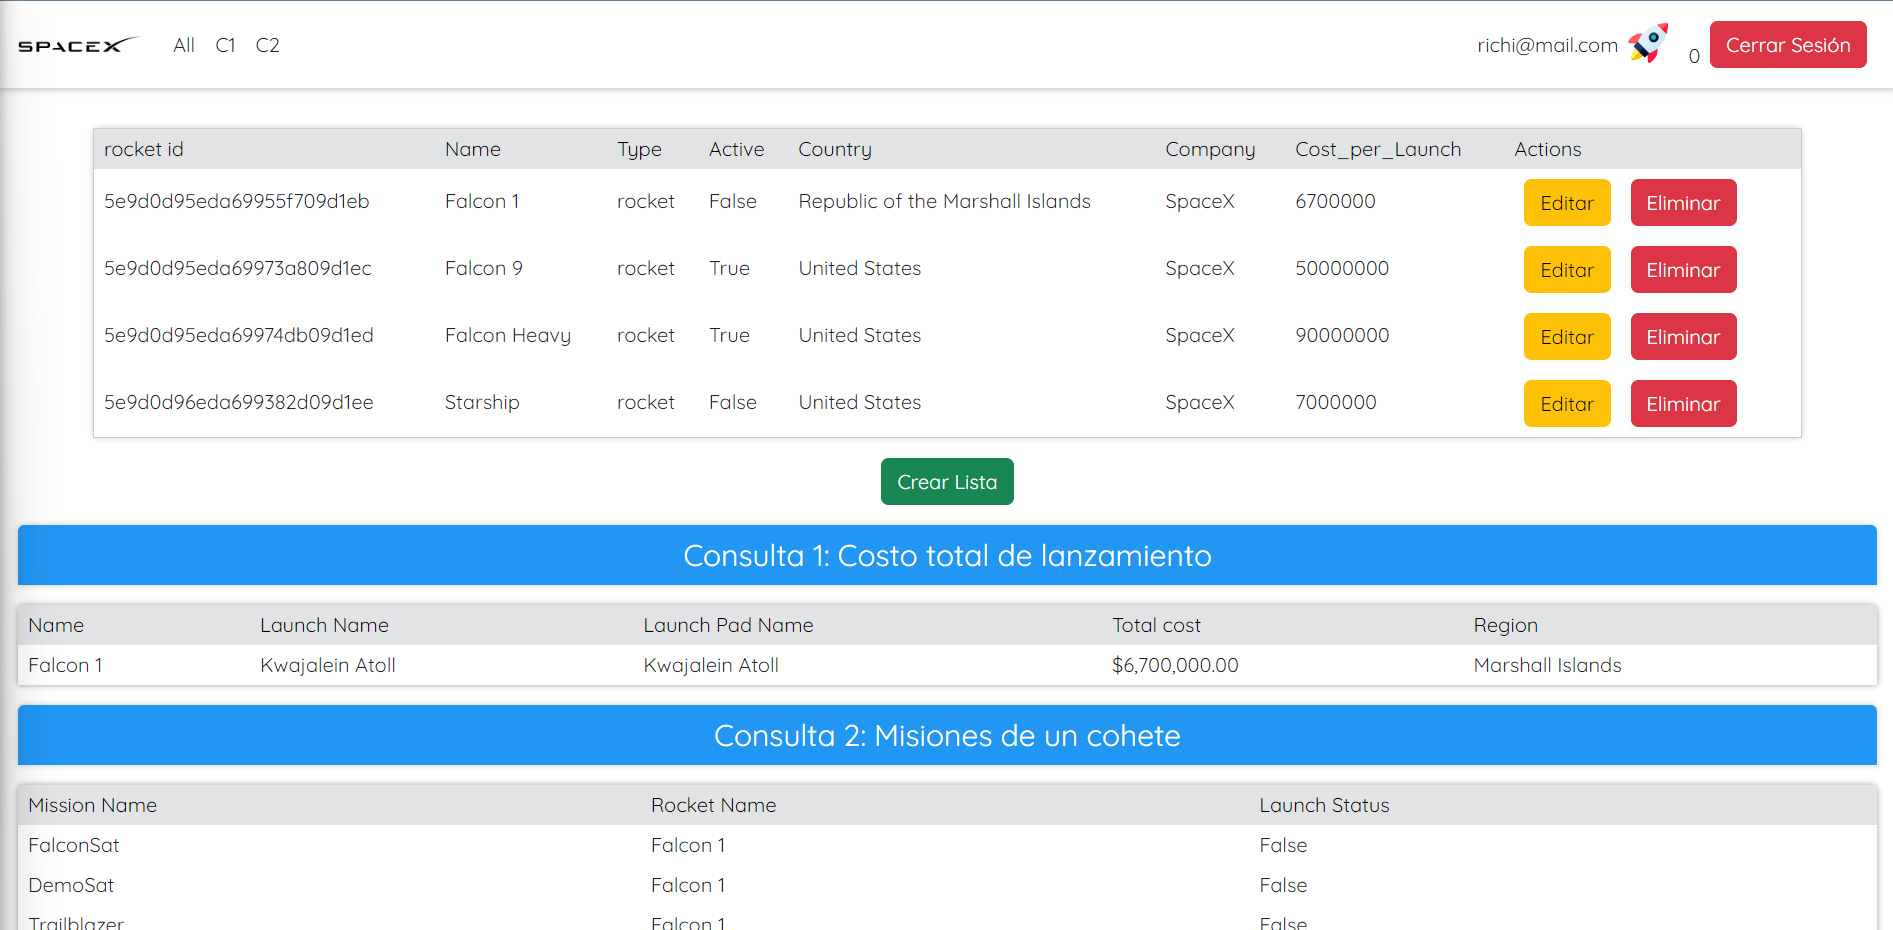 SPACEX All C1 C2 richi@mail.com 0 Cerrar Sesión
rocket id Name Type Active Country Company Cost_per_Launch Actions
5e9d0d95eda69955f709d1eb Falcon 1 rocket False Republic of the Marshall Islands SpaceX 6700000 Editar Eliminar
5e9d0d95eda69973a809d1ec Falcon 9 rocket True United States SpaceX 50000000 Editar Eliminar
5e9d0d95eda69974db09d1ed Falcon Heavy rocket True United States SpaceX 90000000 Editar Eliminar
5e9d0d96eda699382d09d1ee Starship rocket False United States SpaceX 7000000 Editar Eliminar
Crear Lista
Consulta 1: Costo total de lanzamiento
Name Launch Name Launch Pad Name Total cost Region
Falcon 1 Kwajalein Atoll Kwajalein Atoll $6,700,000.00 Marshall Islands
Consulta 2: Misiones de un cohete
Mission Name Rocket Name Launch Status
FalconSat Falcon 1 False
DemoSat Falcon 1 False
Trailblazer Falcon 1 False